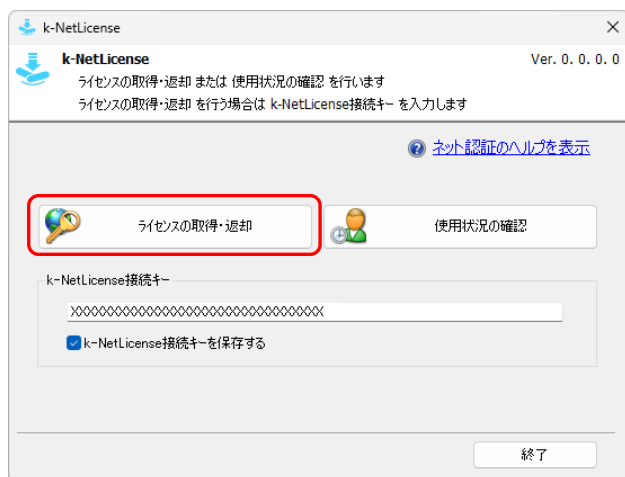 k-NetLicense
k-NetLicense
Ver. 0. 0. 0. 0
ライセンスの取得・返却 または 使用状況の確認 を行います
ライセンスの取得・返却 を行う場合は k-NetLicense接続キー を入力します
ネット認証のヘルプを表示
ライセンスの取得・返却
使用状況の確認
k-NetLicense接続キー
XXXXXXXXXXXXXXXXXXXXXXXXXXXXXXXX
k-NetLicense接続キーを保存する
終了